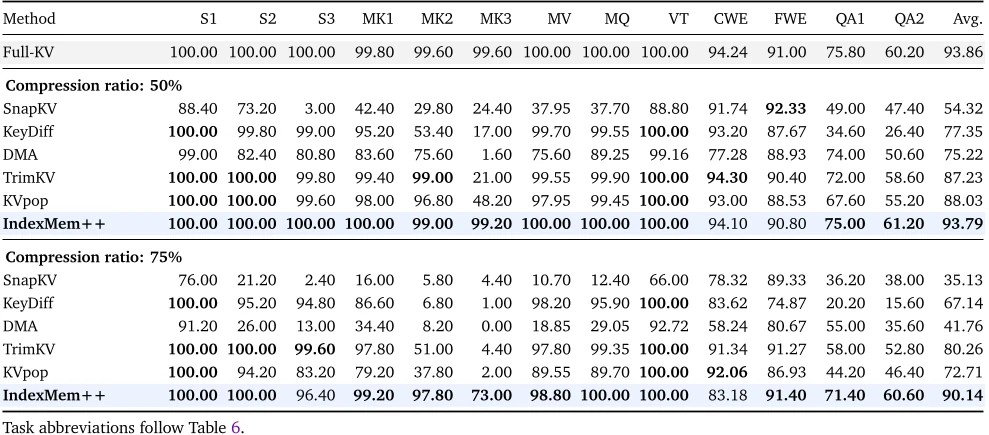 Method S1 S2 S3 MK1 MK2 MK3 MV MQ VT CWE FWE QA1 QA2 Avg.
Full-KV 100.00 100.00 100.00 99.80 99.60 99.60 100.00 100.00 100.00 94.24 91.00 75.80 60.20 93.86
Compression ratio: 50%
SnapKV 88.40 73.20 3.00 42.40 29.80 24.40 37.95 37.70 88.80 91.74 92.33 49.00 47.40 54.32
KeyDiff 100.00 99.80 99.00 95.20 53.40 17.00 99.70 99.55 100.00 93.20 87.67 34.60 26.40 77.35
DMA 99.00 82.40 80.80 83.60 75.60 1.60 75.60 89.25 99.16 77.28 88.93 74.00 50.60 75.22
TrimKV 100.00 100.00 99.80 99.40 99.00 21.00 99.55 99.90 100.00 94.30 90.40 72.00 58.60 87.23
KVpop 100.00 100.00 99.60 98.00 96.80 48.20 97.95 99.45 100.00 93.00 88.53 67.60 55.20 88.03
IndexMem++ 100.00 100.00 100.00 100.00 99.00 99.20 100.00 100.00 100.00 94.10 90.80 75.00 61.20 93.79
Compression ratio: 75%
SnapKV 76.00 21.20 2.40 16.00 5.80 4.40 10.70 12.40 66.00 78.32 89.33 36.20 38.00 35.13
KeyDiff 100.00 95.20 94.80 86.60 6.80 1.00 98.20 95.90 100.00 83.62 74.87 20.20 15.60 67.14
DMA 91.20 26.00 13.00 34.40 8.20 0.00 18.85 29.05 92.72 58.24 80.67 55.00 35.60 41.76
TrimKV 100.00 100.00 99.60 97.80 51.00 4.40 97.80 99.35 100.00 91.34 91.27 58.00 52.80 80.26
KVpop 100.00 94.20 83.20 79.20 37.80 2.00 89.55 89.70 100.00 92.06 86.93 44.20 46.40 72.71
IndexMem++ 100.00 100.00 96.40 99.20 97.80 73.00 98.80 100.00 100.00 83.18 91.40 71.40 60.60 90.14
Task abbreviations follow Table 6.